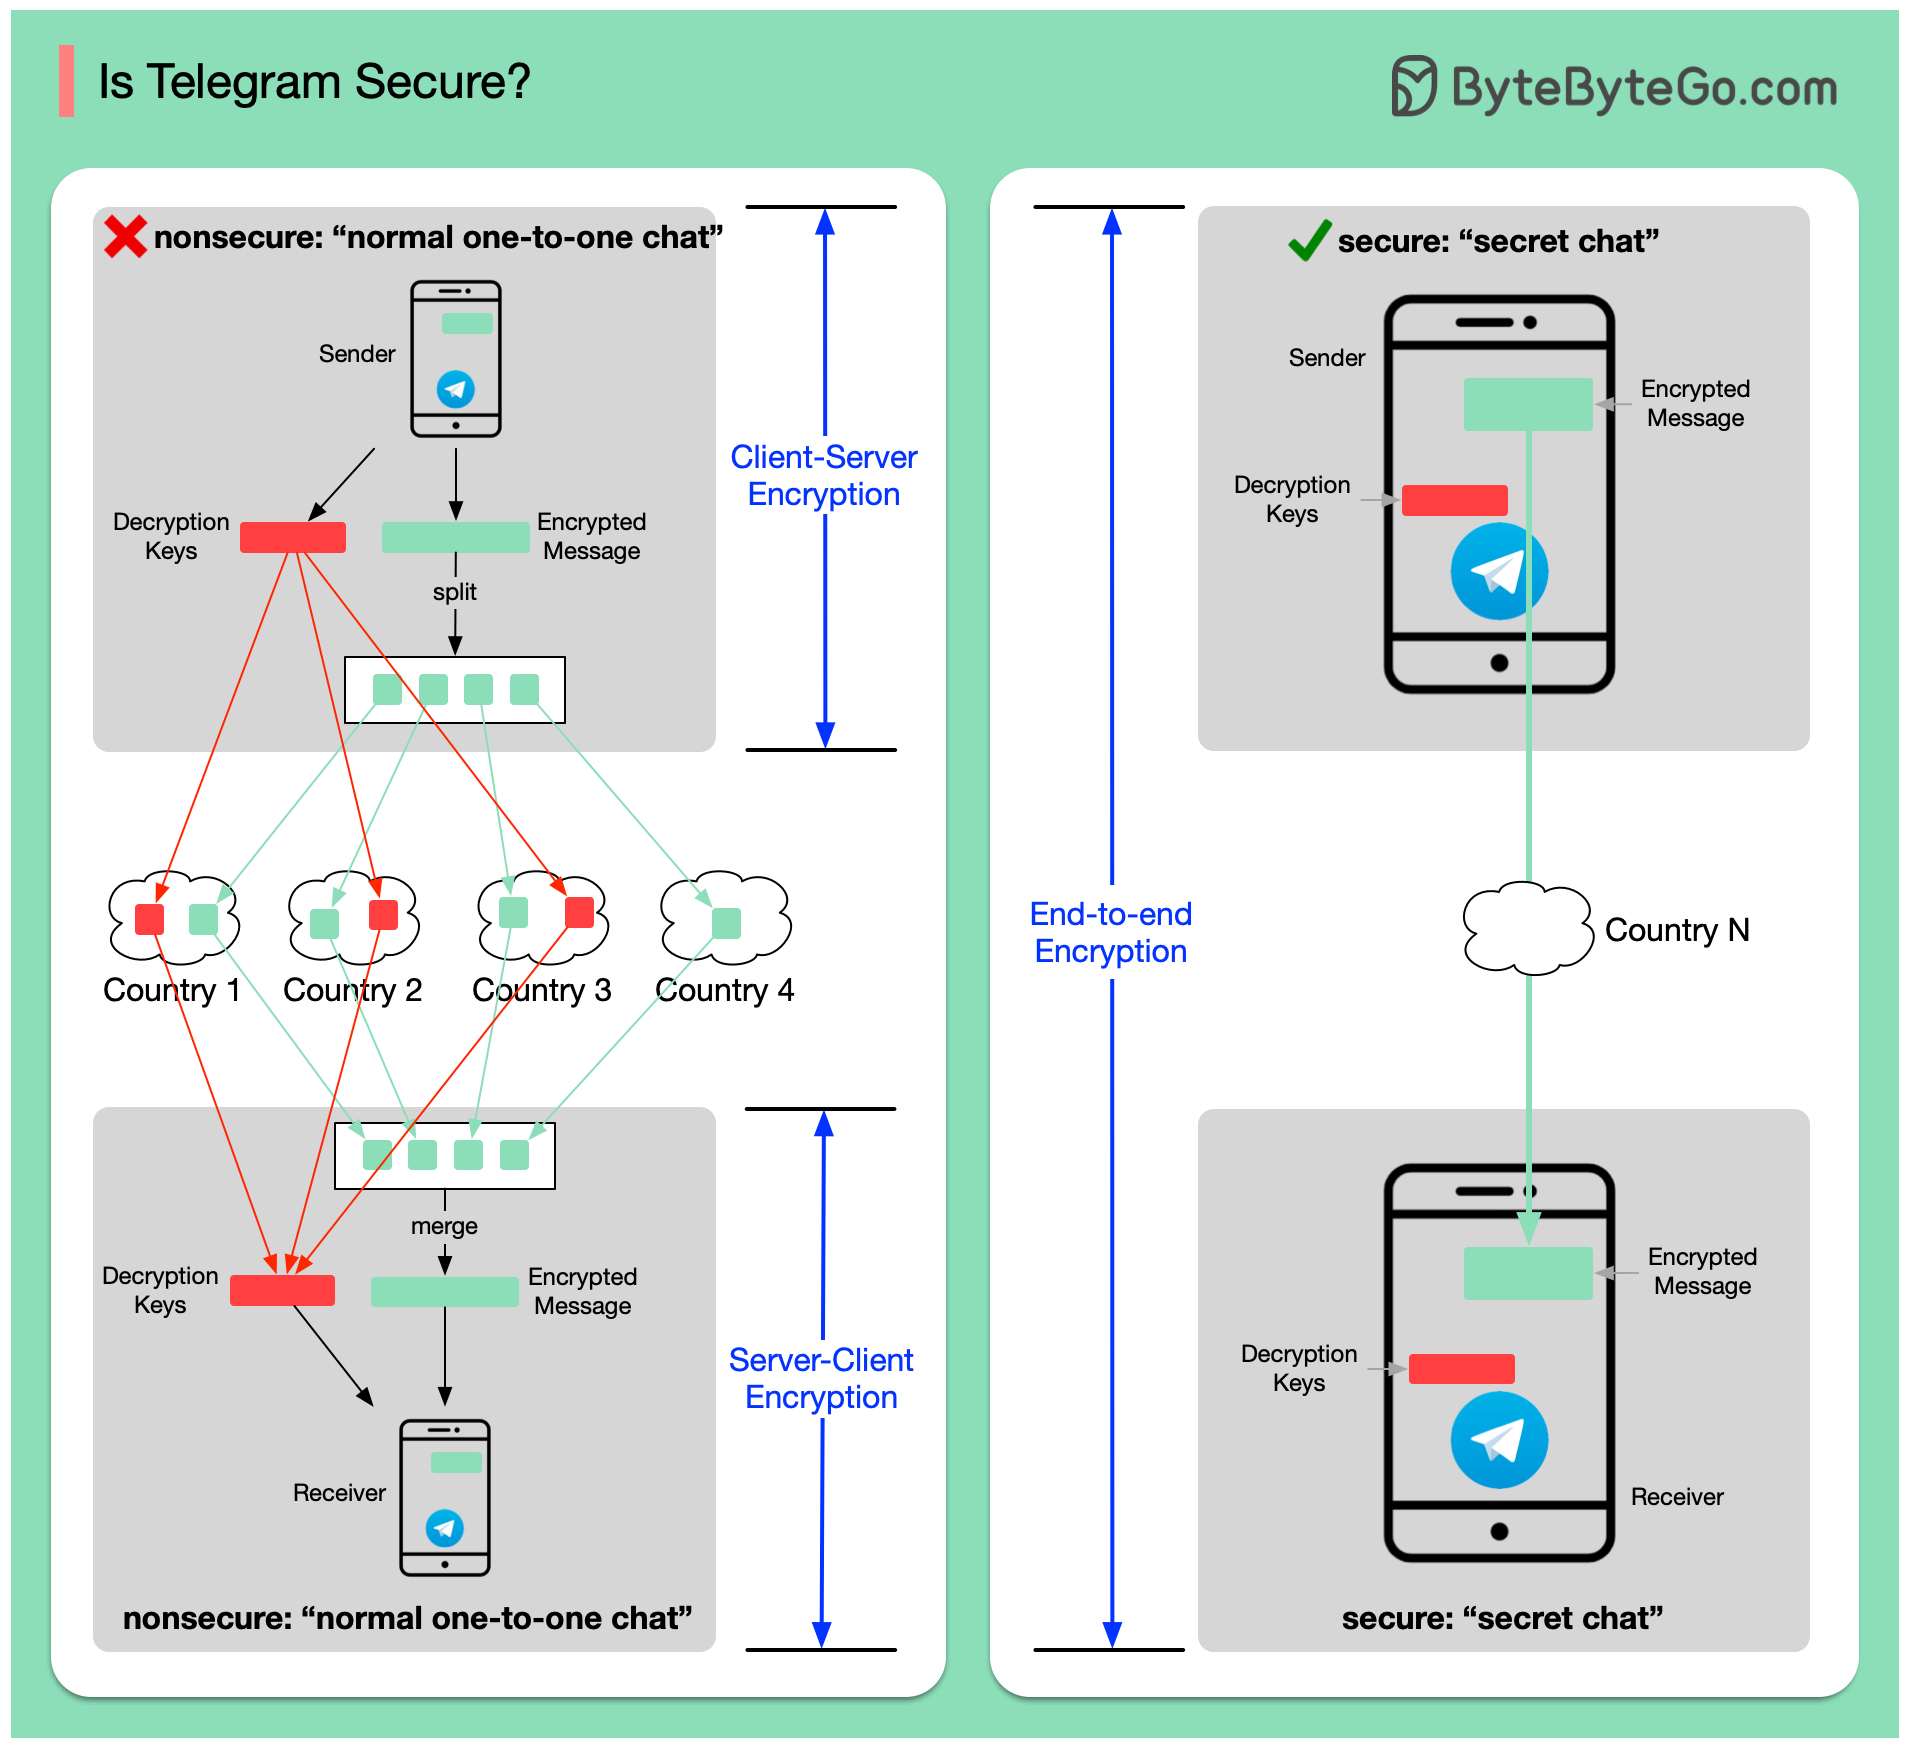 Is Telegram Secure?
ByteByteGo.com
nonsecure: “normal one-to-one chat”
Sender
Decryption
Keys
Encrypted
Message
split
Client-Server
Encryption
Country 1
Country 2
Country 3
Country 4
merge
Decryption
Keys
Encrypted
Message
Server-Client
Encryption
Receiver
nonsecure: “normal one-to-one chat”
secure: “secret chat”
Sender
Encrypted
Message
Decryption
Keys
End-to-end
Encryption
Country N
Encrypted
Message
Decryption
Keys
Receiver
secure: “secret chat”